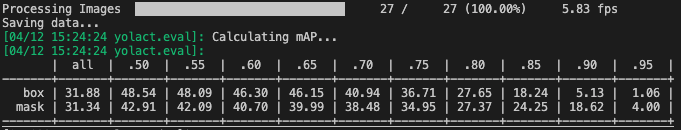 Processing Images 27 / 27 (100.00%) 5.83 fps
Saving data...
[04/12 15:24:24 yolact.eval]: Calculating mAP...
[04/12 15:24:24 yolact.eval]:
| all | .50 | .55 | .60 | .65 | .70 | .75 | .80 | .85 | .90 | .95 |
box | 31.88 | 48.54 | 48.09 | 46.30 | 46.15 | 40.94 | 36.71 | 27.65 | 18.24 | 5.13 | 1.06 |
mask | 31.34 | 42.91 | 42.09 | 40.70 | 39.99 | 38.48 | 34.95 | 27.37 | 24.25 | 18.62 | 4.00 |